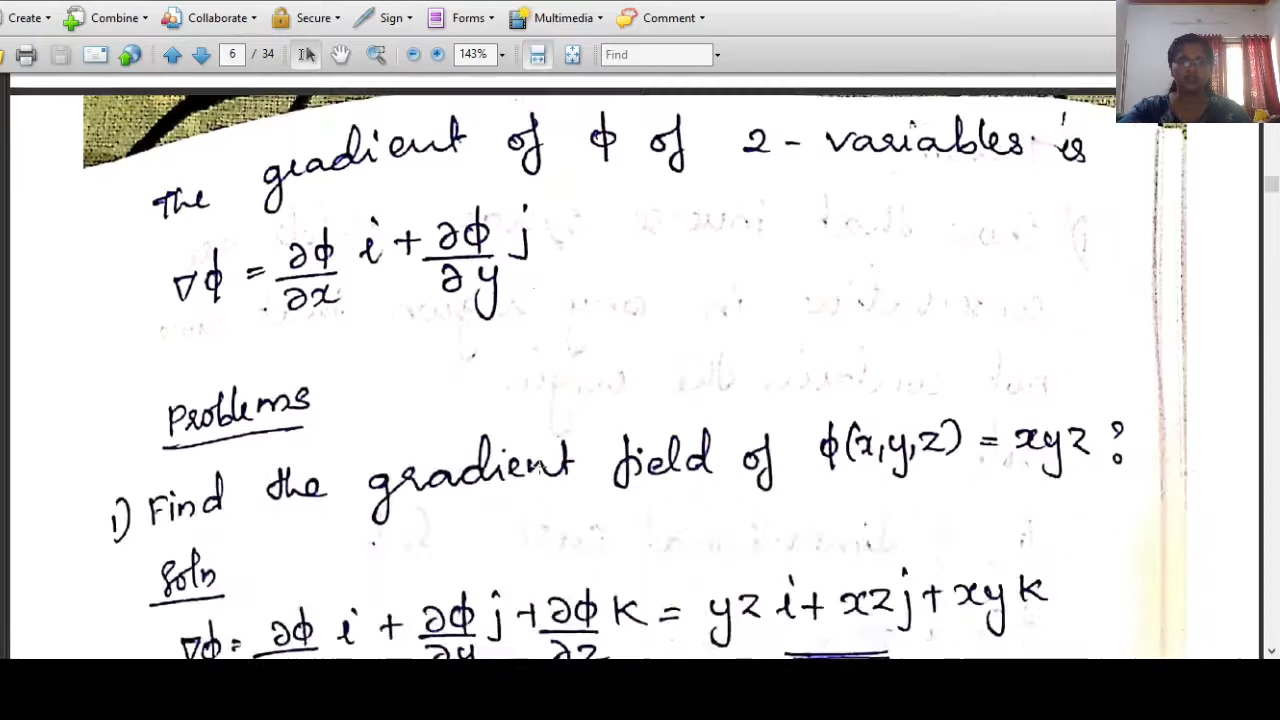 Create Combine Collaborate Secure Sign Forms Multimedia Comment
6 / 34 143% Find
The gradient of ϕ of 2 - variables is
∇ϕ = ∂ϕ/∂x i + ∂ϕ/∂y j
Problems
1) Find the gradient field of ϕ(x,y,z) = xyz ?
Soln
∇ϕ = ∂ϕ i + ∂ϕ/∂y j + ∂ϕ/∂z k = yz i + xz j + xy k